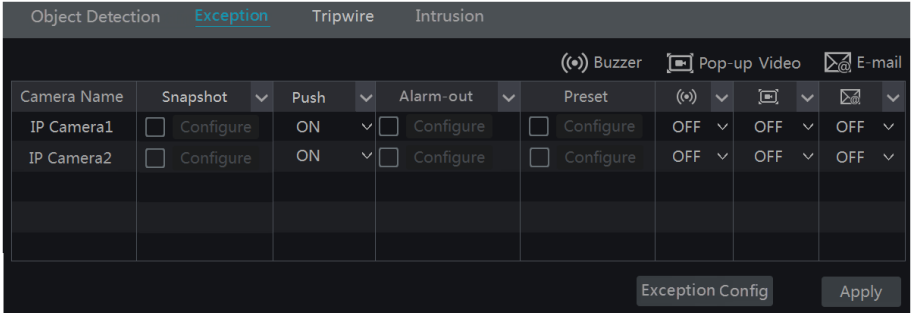 Object Detection Exception Tripwire Intrusion
Buzzer Pop-up Video E-mail
Camera Name Snapshot Push Alarm-out Preset
IP Camera1 Configure ON Configure Configure OFF OFF OFF
IP Camera2 Configure ON Configure Configure OFF OFF OFF
Exception Config Apply